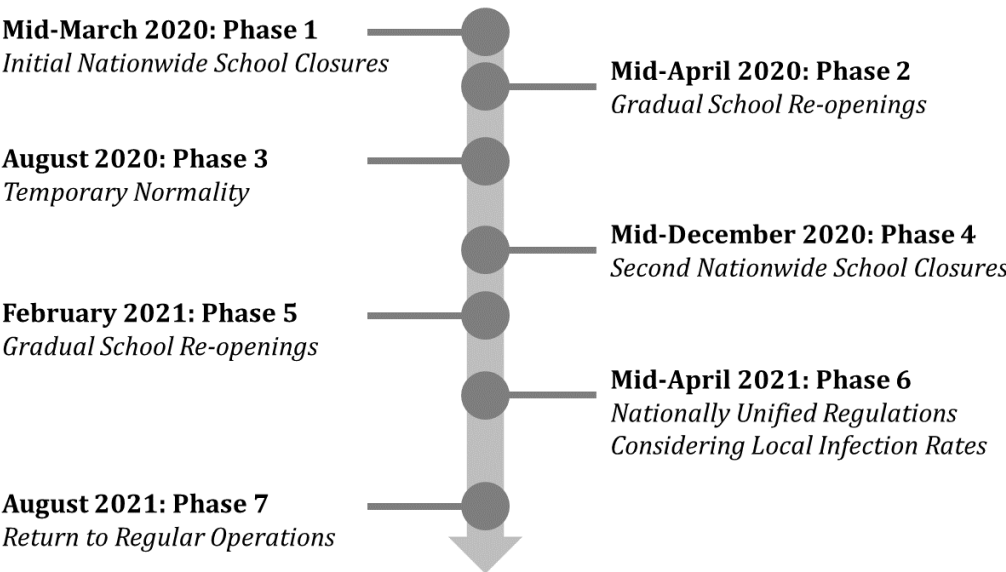 Mid-March 2020: Phase 1
Initial Nationwide School Closures
Mid-April 2020: Phase 2
Gradual School Re-openings
August 2020: Phase 3
Temporary Normality
Mid-December 2020: Phase 4
Second Nationwide School Closures
February 2021: Phase 5
Gradual School Re-openings
Mid-April 2021: Phase 6
Nationally Unified Regulations
Considering Local Infection Rates
August 2021: Phase 7
Return to Regular Operations